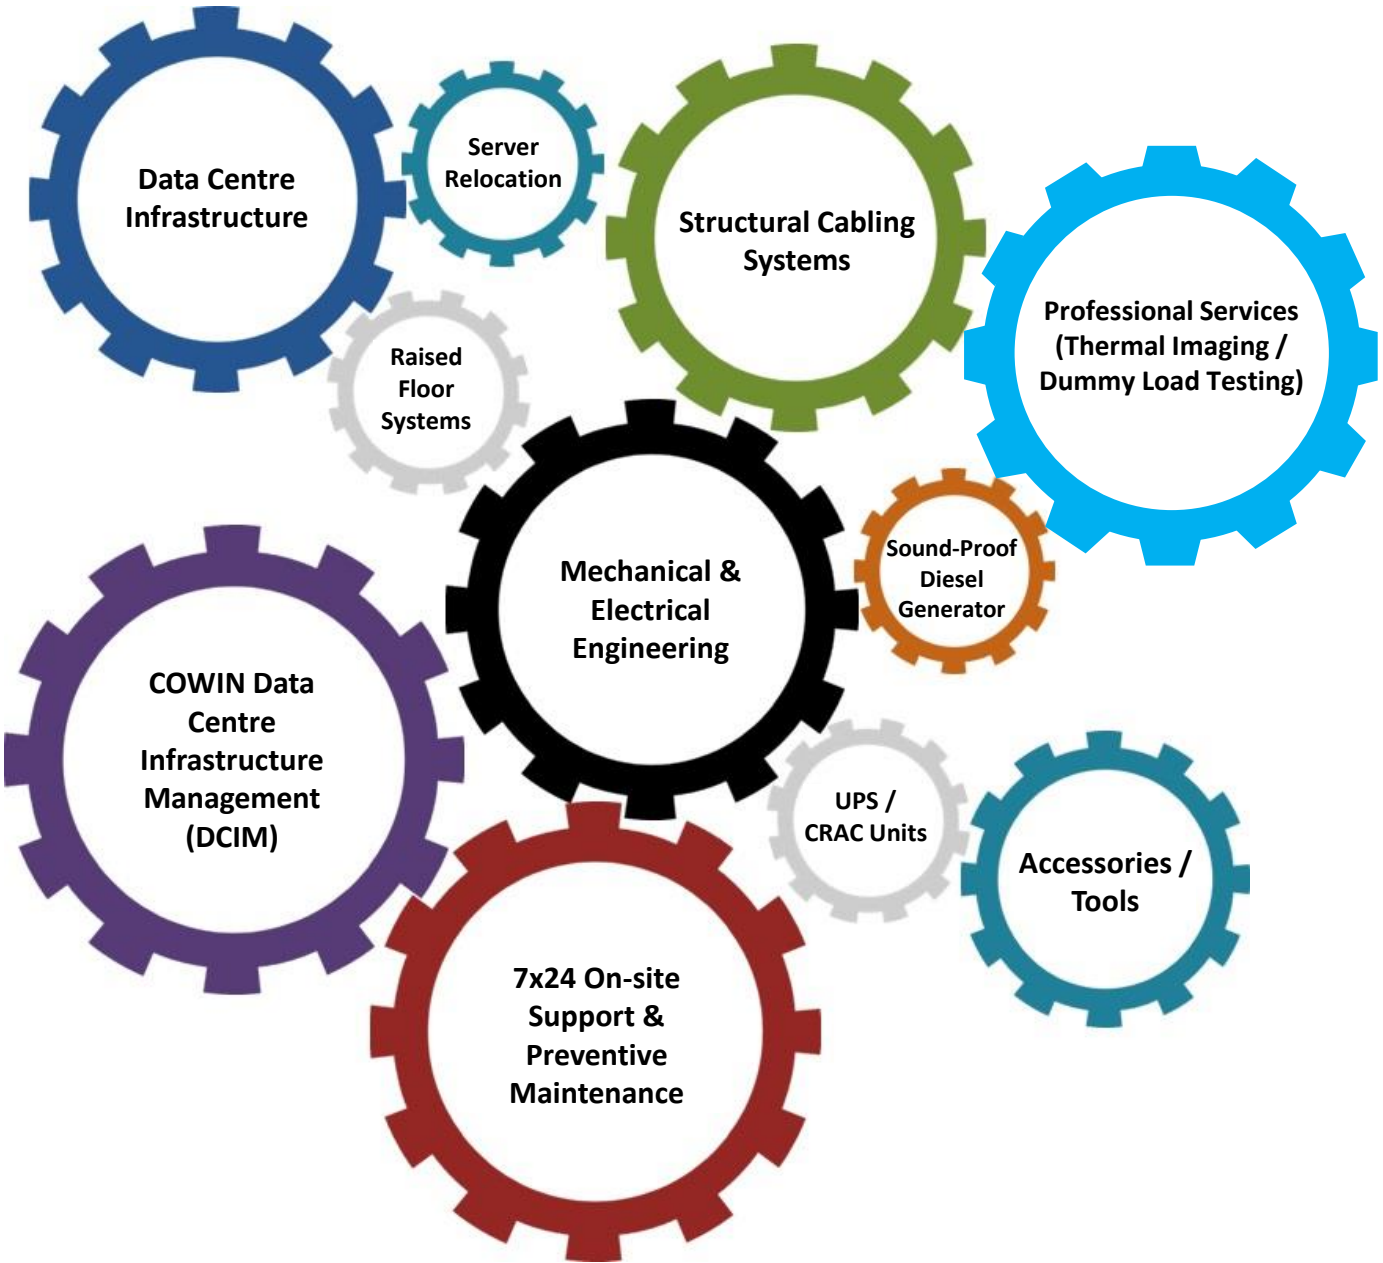 Data Centre
Infrastructure
Server
Relocation
Structural Cabling
Systems
Professional Services
(Thermal Imaging /
Dummy Load Testing)
Raised
Floor
Systems
Mechanical &
Electrical
Engineering
Sound-Proof
Diesel
Generator
COWIN Data
Centre
Infrastructure
Management
(DCIM)
UPS /
CRAC Units
Accessories /
Tools
7x24 On-site
Support &
Preventive
Maintenance